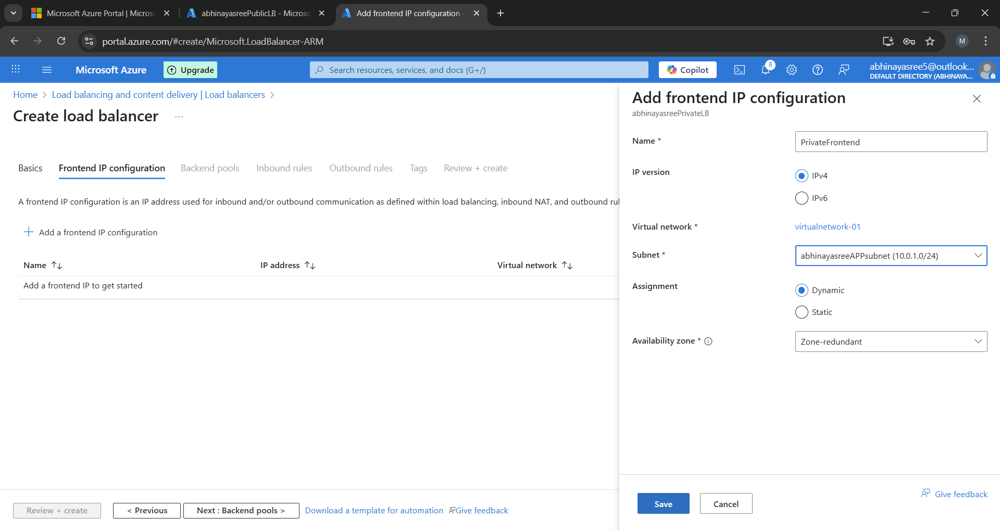 Microsoft Azure Portal | Micros
abhinayasreePublicLB - Microso
Add frontend IP configuration -
portal.azure.com/#create/Microsoft.LoadBalancer-ARM
M
Microsoft Azure
Upgrade
Search resources, services, and docs (G+/)
Copilot
8
abhinayasree5@outlook...
DEFAULT DIRECTORY (ABHINAYA...
Home > Load balancing and content delivery | Load balancers >
Create load balancer ...
Basics
Frontend IP configuration
Backend pools
Inbound rules
Outbound rules
Tags
Review + create
A frontend IP configuration is an IP address used for inbound and/or outbound communication as defined within load balancing, inbound NAT, and outbound rul
Add a frontend IP configuration
Name
IP address
Virtual network
Add a frontend IP to get started
Review + create
< Previous
Next : Backend pools >
Download a template for automation
Give feedback
Add frontend IP configuration
abhinayasreePrivateLB
Name *
PrivateFrontend
IP version
IPv4
IPv6
Virtual network *
virtualnetwork-01
Subnet *
abhinayasreeAPPsubnet (10.0.1.0/24)
Assignment
Dynamic
Static
Availability zone *
Zone-redundant
Save
Cancel
Give feedback